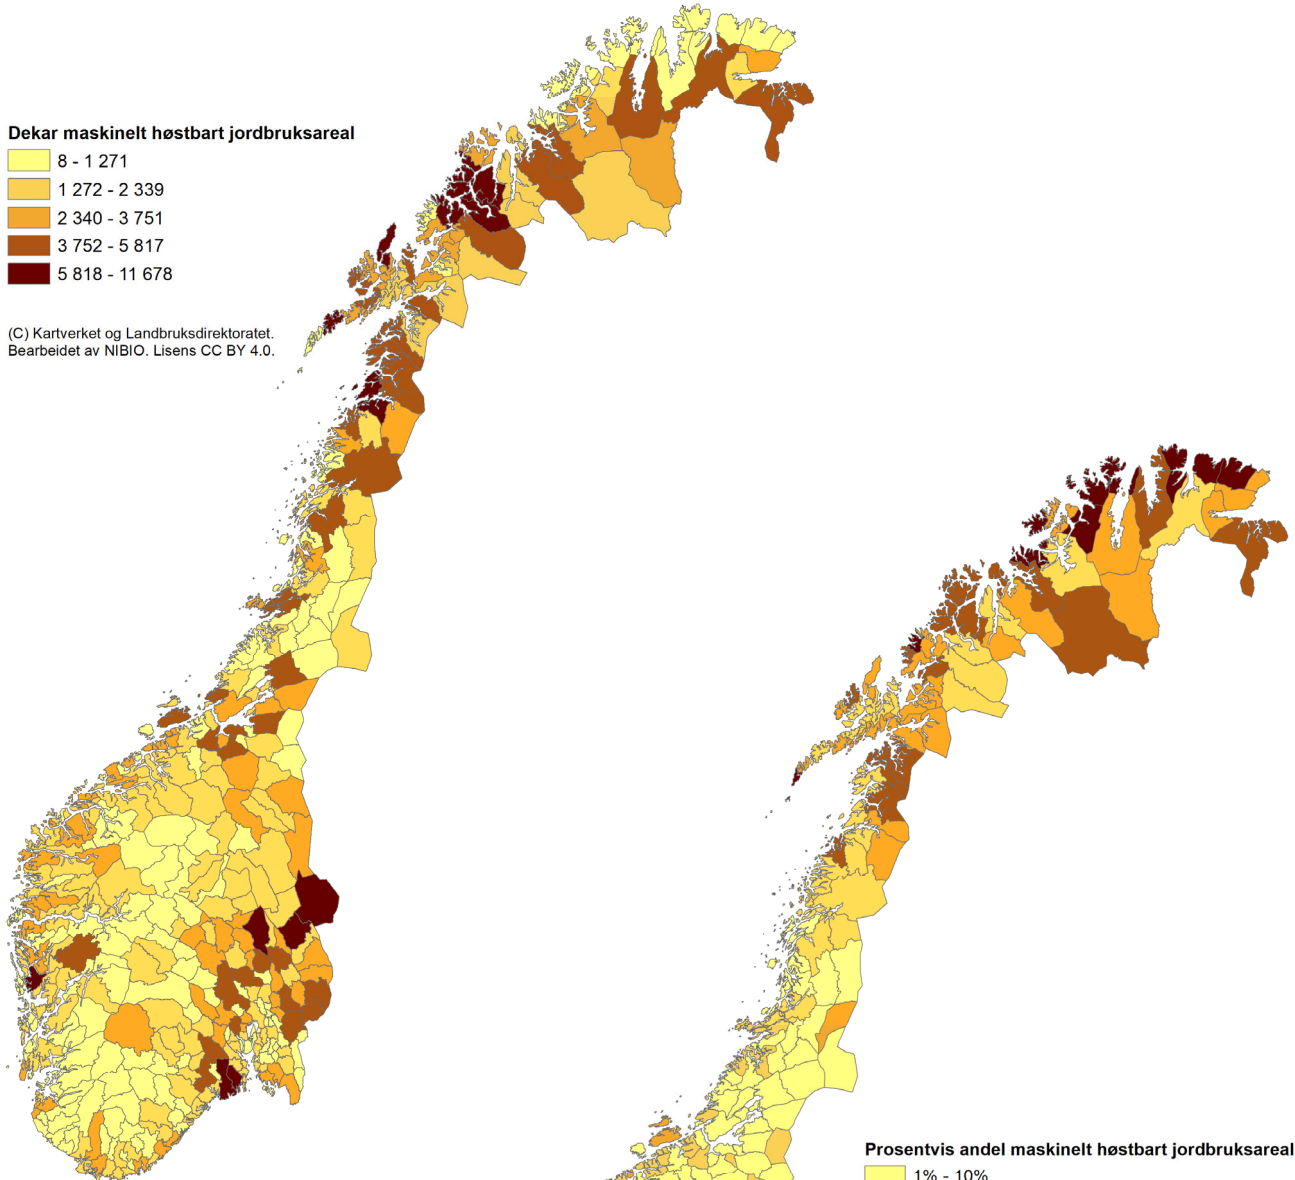 Dekar maskinelt høstbart jordbruksareal
8 - 1 271
1 272 - 2 339
2 340 - 3 751
3 752 - 5 817
5 818 - 11 678
(C) Kartverket og Landbruksdirektoratet.
Bearbeidet av NIBIO. Lisens CC BY 4.0.
Prosentvis andel maskinelt høstbart jordbruksareal
1% - 10%